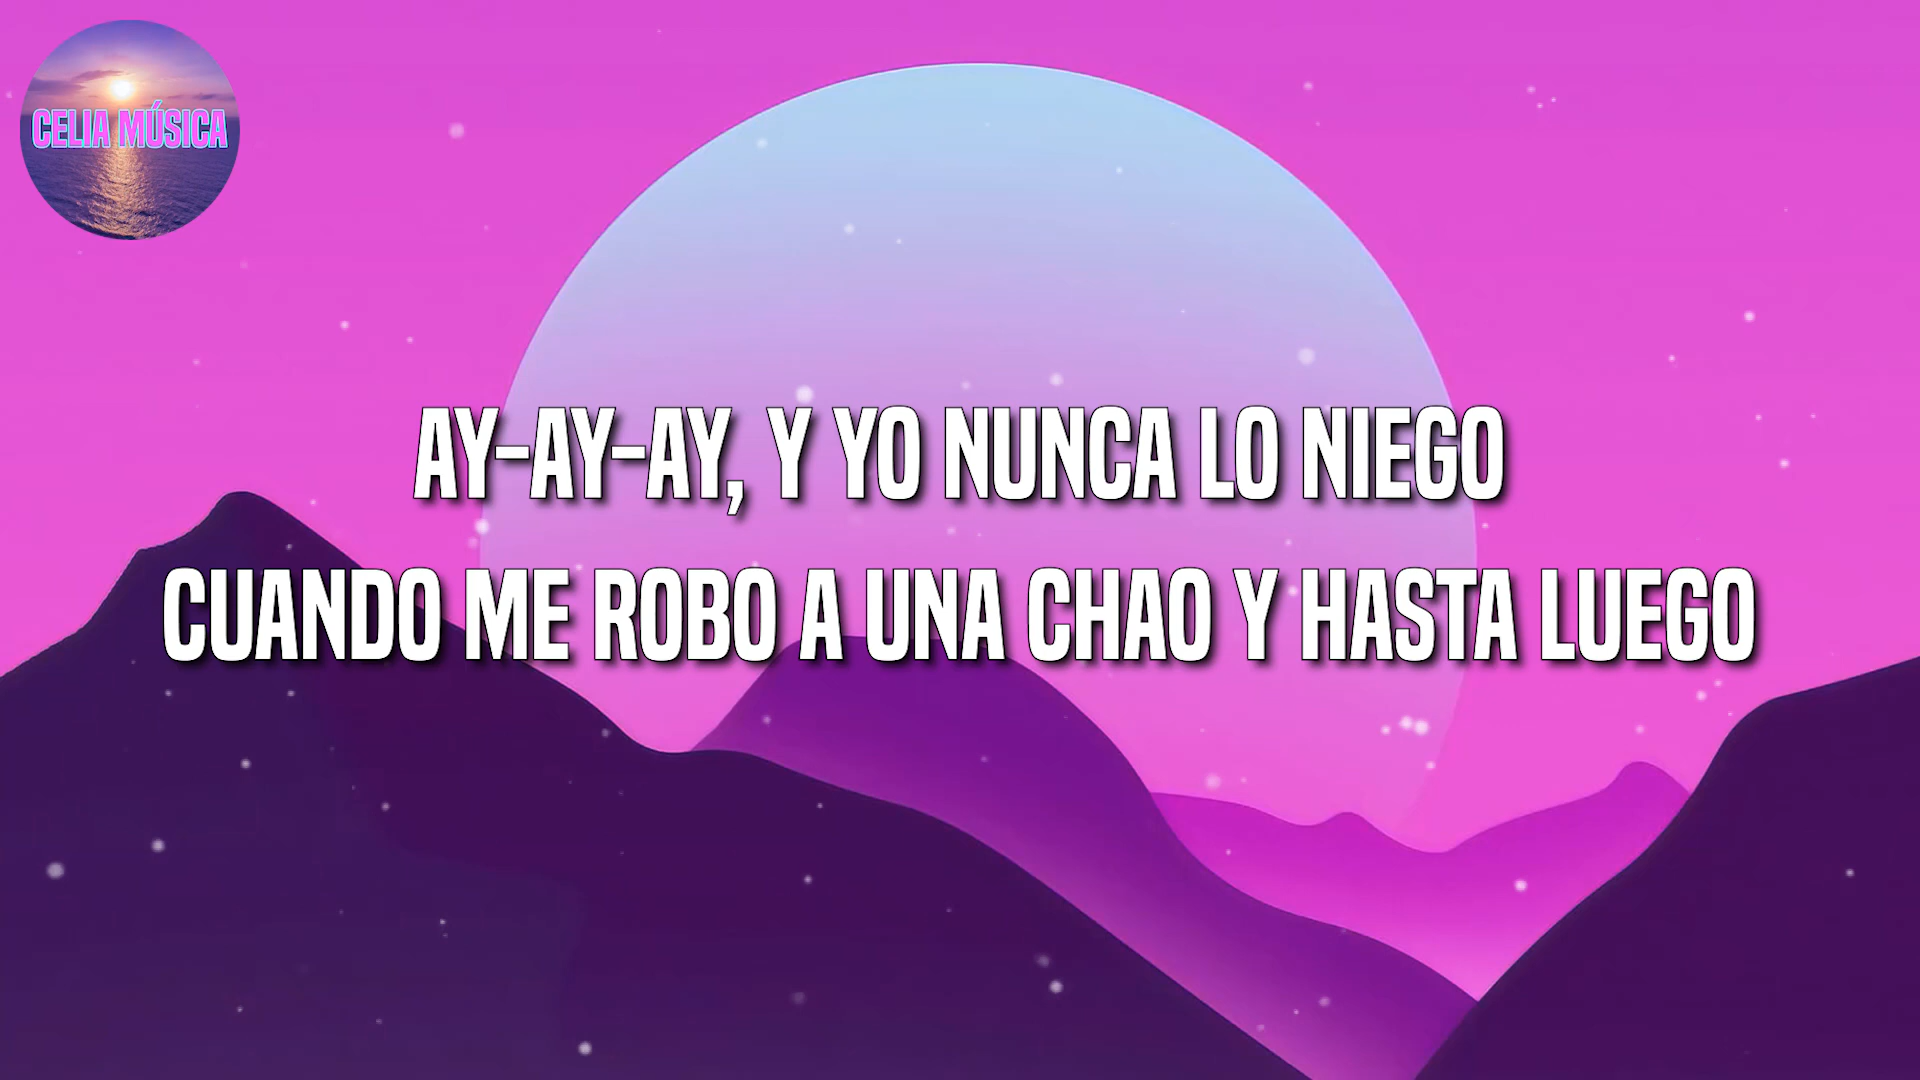 CELIA MÚSICA
AY-AY-AY, Y YO NUNCA LO NIEGO
CUANDO ME ROBO A UNA CHAO Y HASTA LUEGO